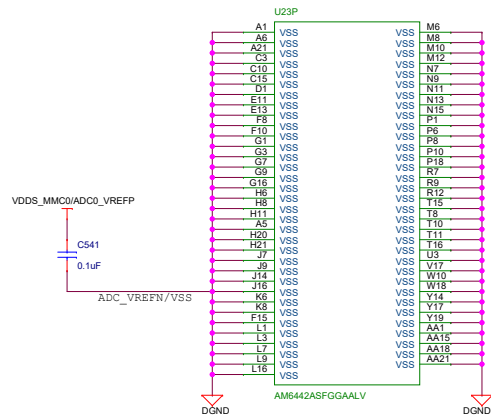 U23P
A1 VSS VSS M6
A6 VSS VSS M8
A21 VSS VSS M10
C3 VSS VSS M12
C10 VSS VSS N7
C15 VSS VSS N9
D1 VSS VSS N11
E11 VSS VSS N13
E13 VSS VSS N15
F8 VSS VSS P1
F10 VSS VSS P6
G1 VSS VSS P8
G3 VSS VSS P10
G7 VSS VSS P18
G9 VSS VSS R7
G16 VSS VSS R9
H6 VSS VSS R12
H8 VSS VSS T15
H11 VSS VSS T8
A5 VSS VSS T10
H20 VSS VSS T11
H21 VSS VSS T16
J7 VSS VSS U3
J9 VSS VSS V17
J14 VSS VSS W10
J16 VSS VSS W18
K6 VSS VSS Y14
K8 VSS VSS Y17
F15 VSS VSS Y19
L1 VSS VSS AA1
L3 VSS VSS AA15
L7 VSS VSS AA18
L9 VSS VSS AA21
L16 VSS
VDDS_MMC0/ADC0_VREFP
C541
0.1uF
ADC_VREFN/VSS
AM6442ASFGGAALV
DGND
DGND